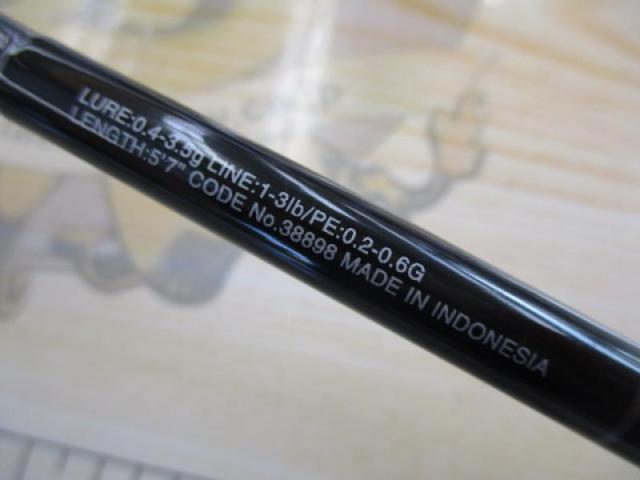 LURE:0.4-3.5g LINE:1-3lb/PE:0.2-0.6G
LENGTH:5'7" CODE No.38898 MADE IN INDONESIA